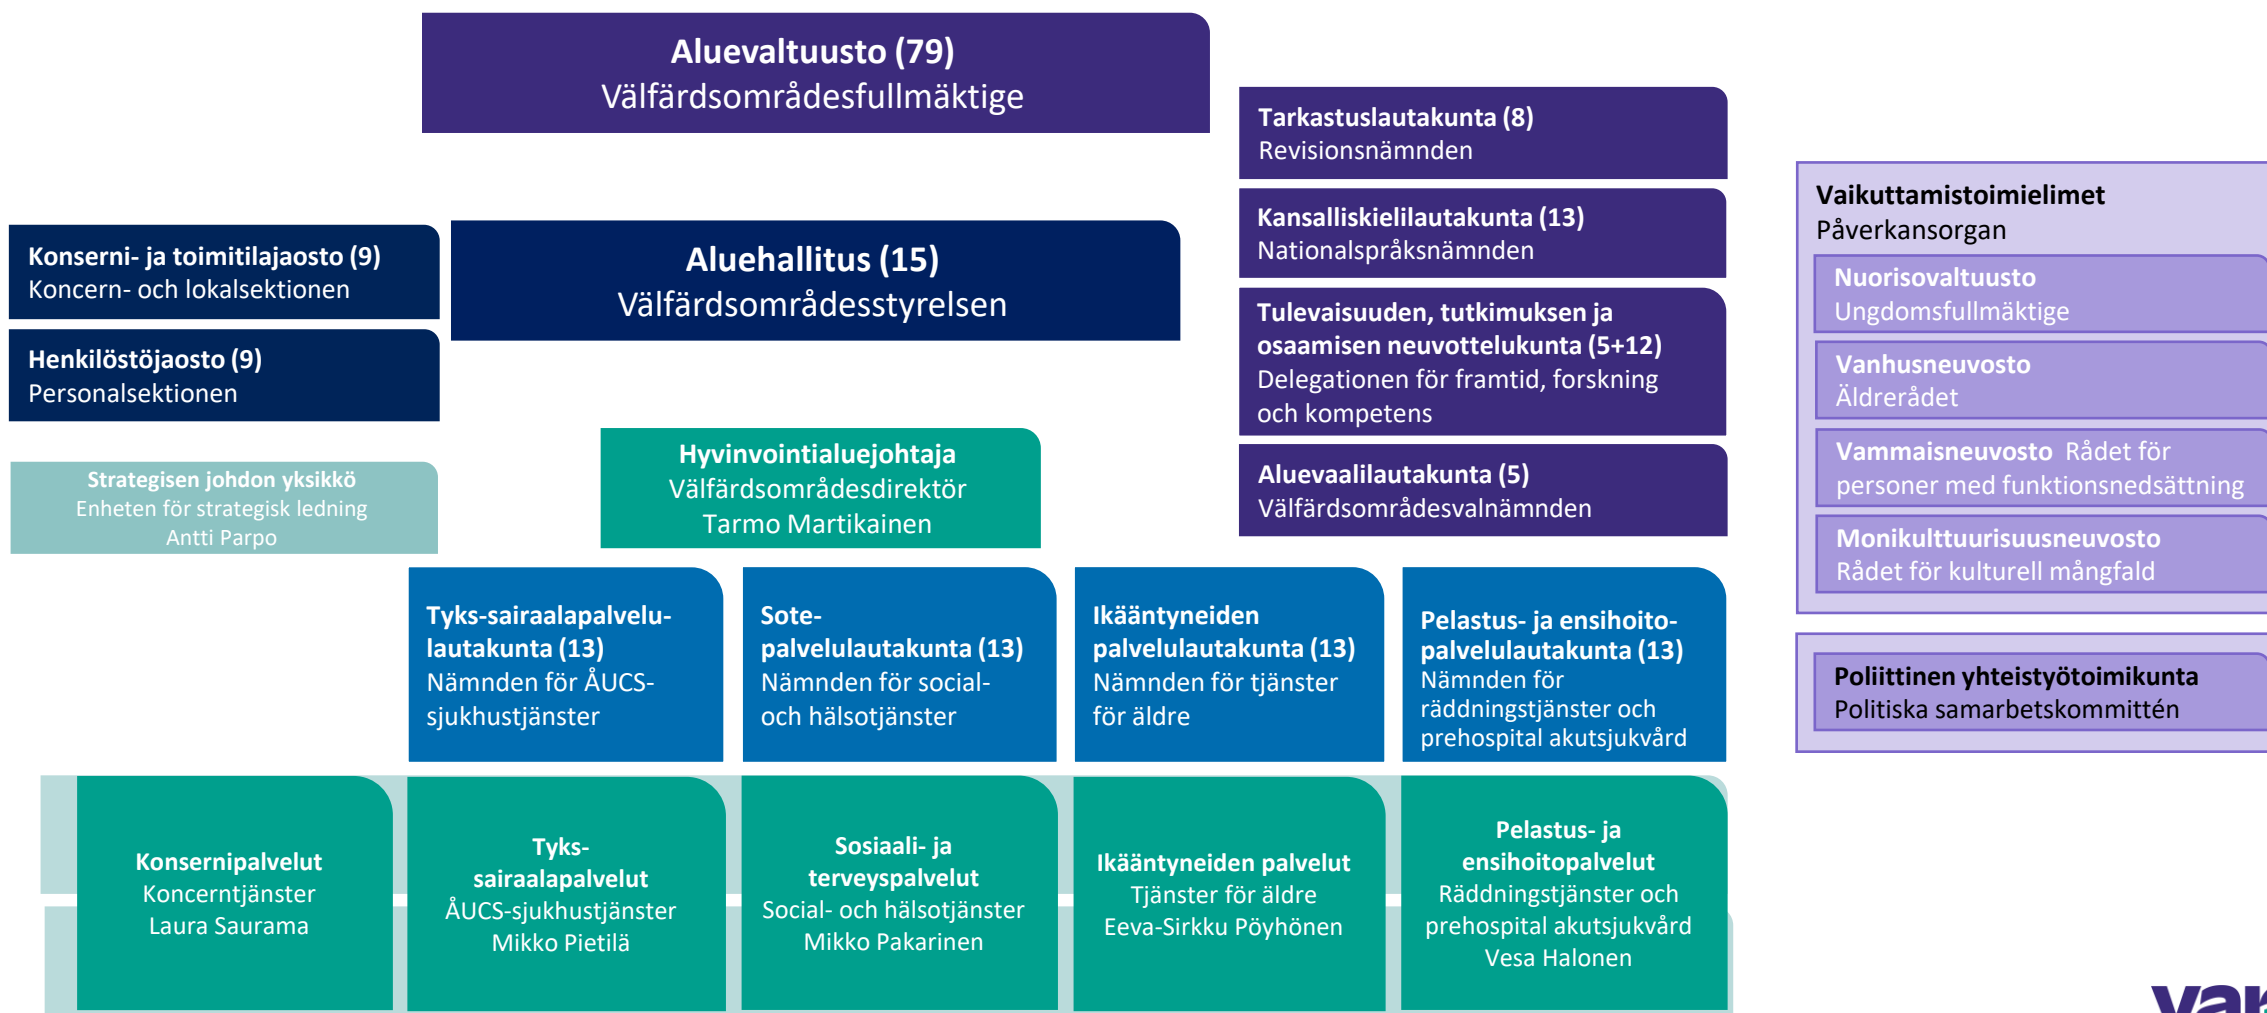 Aluevaltuusto (79)
Välfärdsområdesfullmäktige
Tarkastuslautakunta (8)
Revisionsnämnden
Kansalliskielilautakunta (13)
Nationalspråksnämnden
Tulevaisuuden, tutkimuksen ja
osaamisen neuvottelukunta (5+12)
Delegationen för framtid, forskning
och kompetens
Aluevaalilautakunta (5)
Välfärdsområdesvalnämnden
Konserni- ja toimitilajaosto (9)
Koncern- och lokalsektionen
Henkilöstöjaosto (9)
Personalsektionen
Aluehallitus (15)
Välfärdsområdesstyrelsen
Strategisen johdon yksikkö
Enheten för strategisk ledning
Antti Parpo
Hyvinvointialuejohtaja
Välfärdsområdesdirektör
Tarmo Martikainen
Tyks-sairaalapalvelu-
lautakunta (13)
Nämnden för ÅUCS-
sjukhustjänster
Sote-
palvelulautakunta (13)
Nämnden för social-
och hälsotjänster
Ikääntyneiden
palvelulautakunta (13)
Nämnden för tjänster
för äldre
Pelastus- ja ensihoito-
palvelulautakunta (13)
Nämnden för
räddningstjänster och
prehospital akutsjukvård
Konsernipalvelut
Koncerntjänster
Laura Saurama
Tyks-
sairaalapalvelut
ÅUCS-sjukhustjänster
Mikko Pietilä
Sosiaali- ja
terveyspalvelut
Social- och hälsotjänster
Mikko Pakarinen
Ikääntyneiden palvelut
Tjänster för äldre
Eeva-Sirkku Pöyhönen
Pelastus- ja
ensihoitopalvelut
Räddningstjänster och
prehospital akutsjukvård
Vesa Halonen
Vaikuttamistoimielimet
Påverkansorgan
Nuorisovaltuusto
Ungdomsfullmäktige
Vanhusneuvosto
Äldrerådet
Vammaisneuvosto Rådet för
personer med funktionsnedsättning
Monikulttuurisuusneuvosto
Rådet för kulturell mångfald
Poliittinen yhteistyötoimikunta
Politiska samarbetskommittén